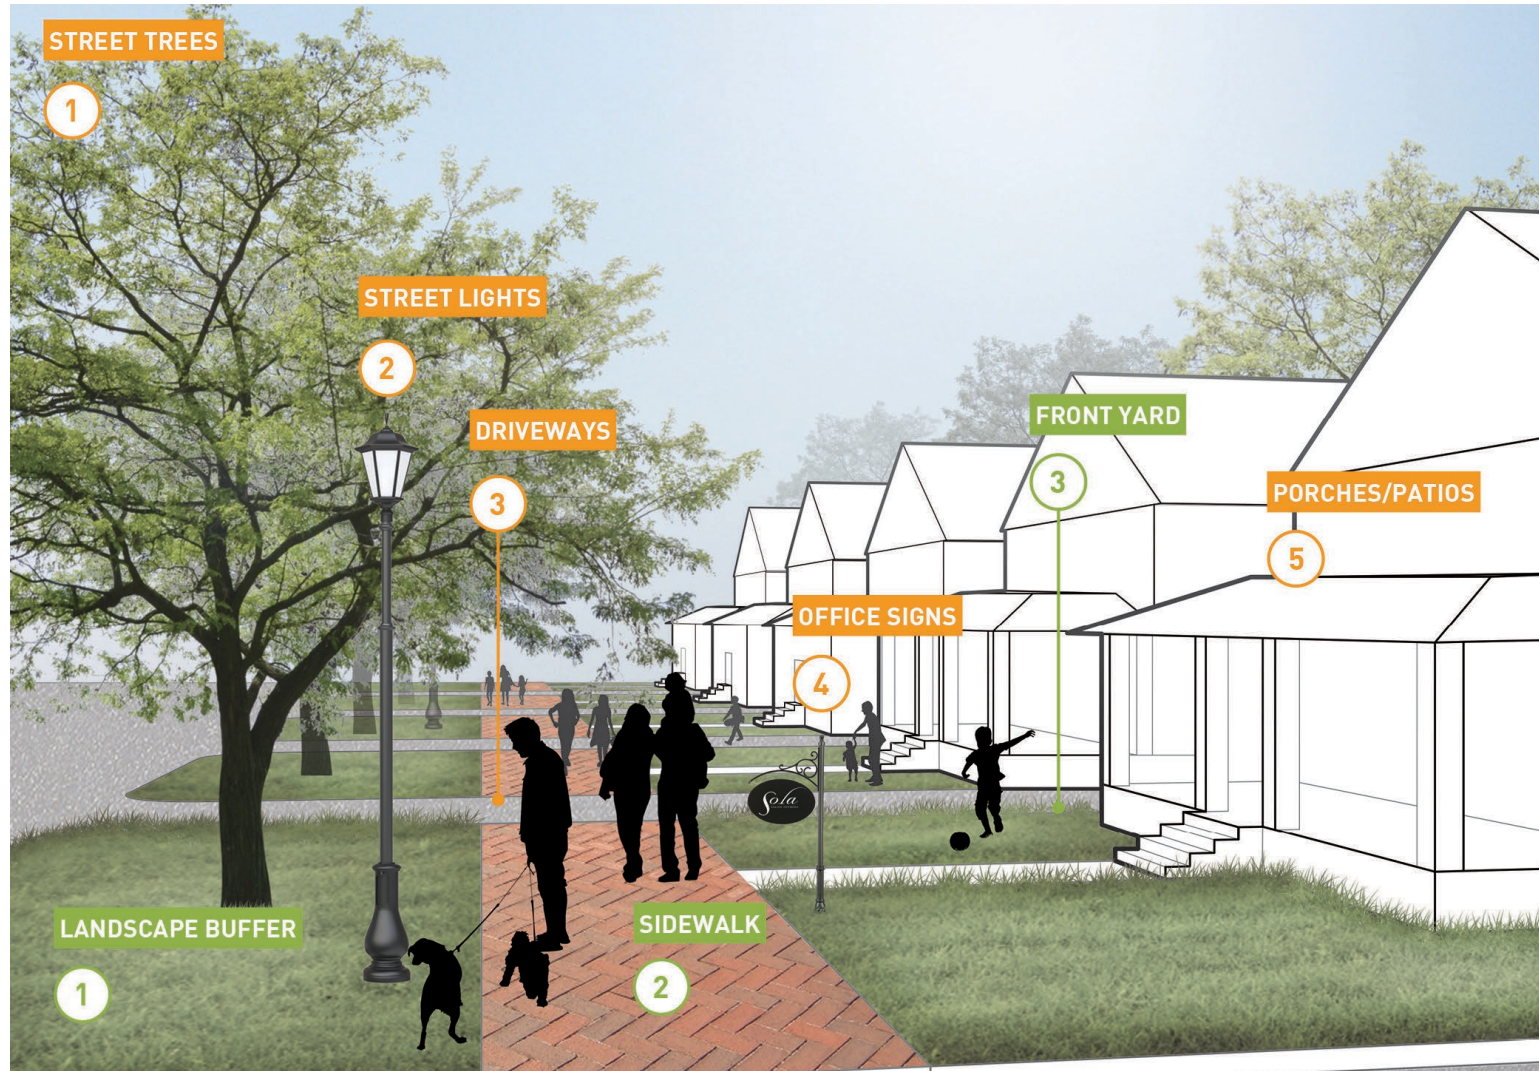 STREET TREES
1
STREET LIGHTS
2
DRIVEWAYS
3
FRONT YARD
3
PORCHES/PATIOS
5
OFFICE SIGNS
4
Sola
LANDSCAPE BUFFER
1
SIDEWALK
2